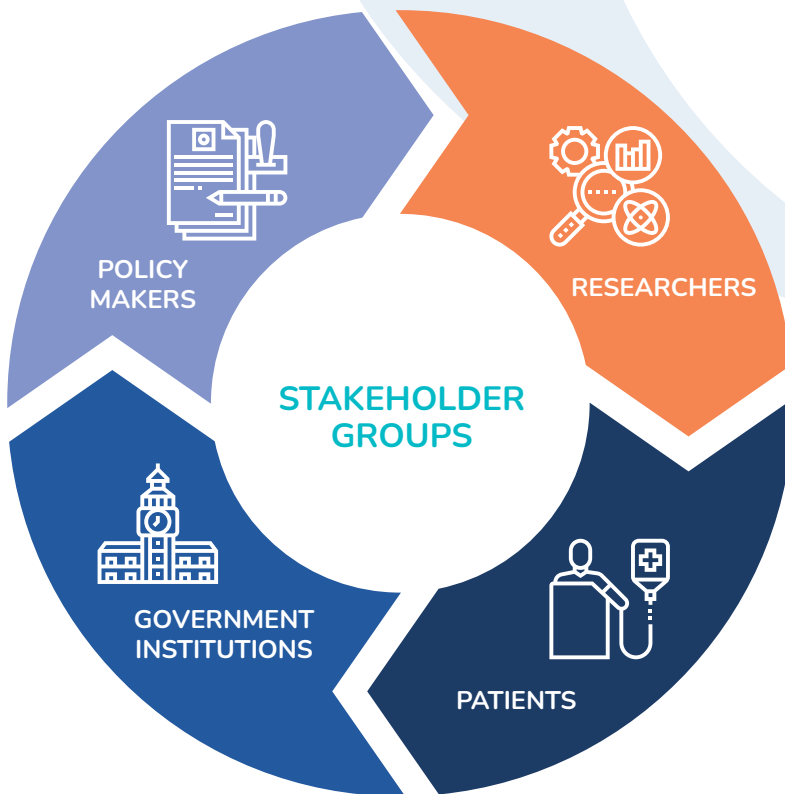 POLICY
MAKERS
RESEARCHERS
STAKEHOLDER
GROUPS
GOVERNMENT
INSTITUTIONS
PATIENTS